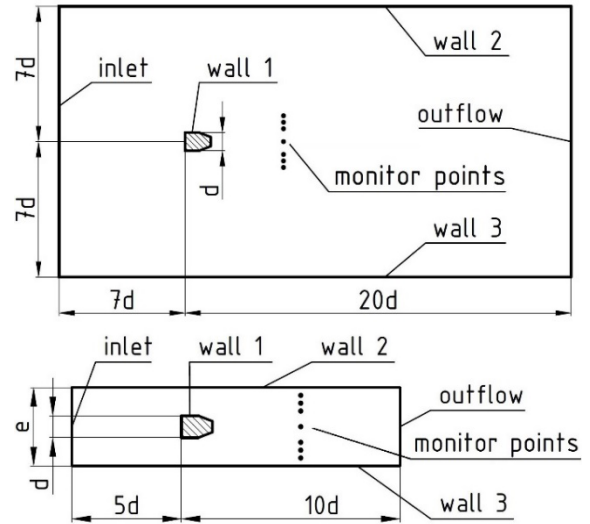 wall 2
inlet
wall 1
7d
outflow
d
monitor points
7d
wall 3
7d
20d
inlet
wall 1
wall 2
outflow
e
d
monitor points
5d
10d
wall 3